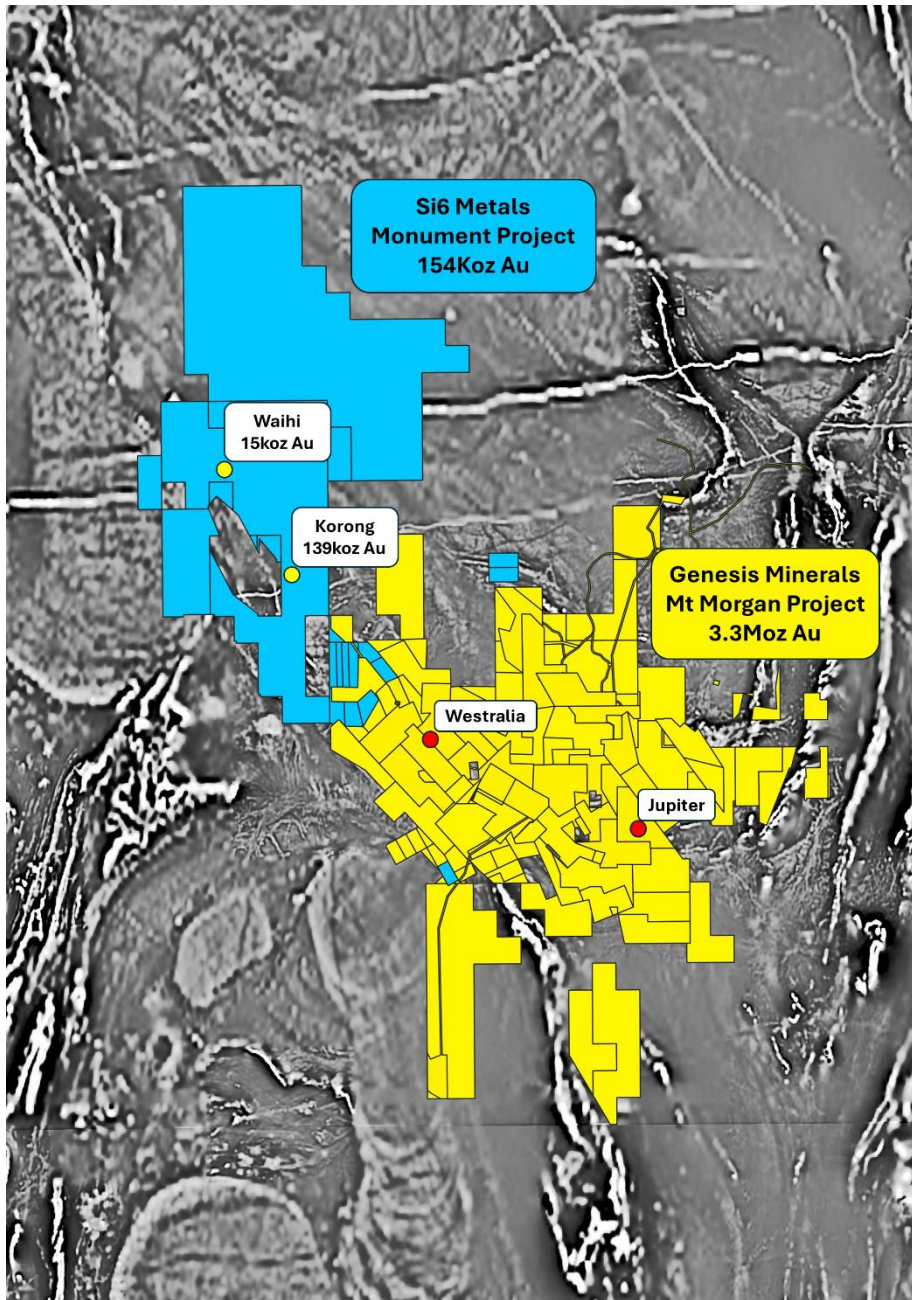 Si6 Metals
Monument Project
154Koz Au
Waihi
15koz Au
Korong
139koz Au
Genesis Minerals
Mt Morgan Project
3.3Moz Au
Westralia
Jupiter